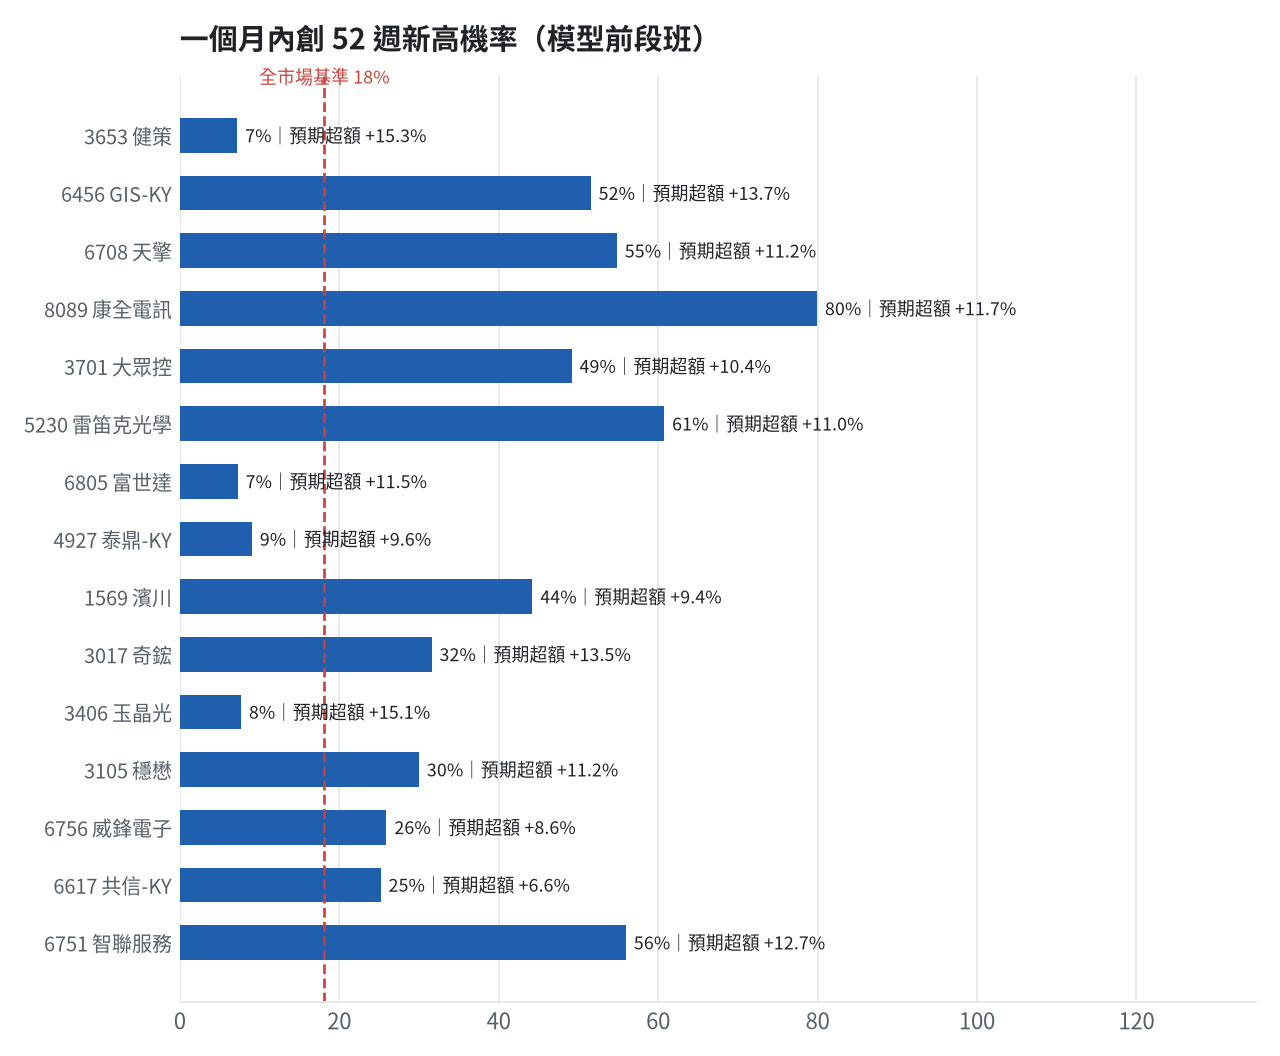 一個月內創 52 週新高機率（模型前段班）
全市場基準 18%
3653 健策 7%｜預期超額 +15.3%
6456 GIS-KY 52%｜預期超額 +13.7%
6708 天擎 55%｜預期超額 +11.2%
8089 康全電訊 80%｜預期超額 +11.7%
3701 大眾控 49%｜預期超額 +10.4%
5230 雷笛克光學 61%｜預期超額 +11.0%
6805 富世達 7%｜預期超額 +11.5%
4927 泰鼎-KY 9%｜預期超額 +9.6%
1569 濱川 44%｜預期超額 +9.4%
3017 奇鋐 32%｜預期超額 +13.5%
3406 玉晶光 8%｜預期超額 +15.1%
3105 穩懋 30%｜預期超額 +11.2%
6756 威鋒電子 26%｜預期超額 +8.6%
6617 共信-KY 25%｜預期超額 +6.6%
6751 智聯服務 56%｜預期超額 +12.7%
0 20 40 60 80 100 120